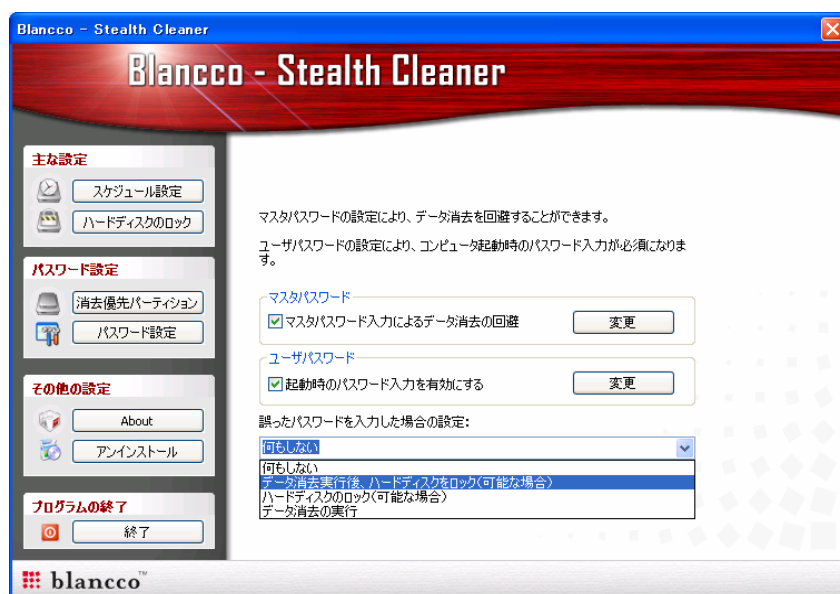 Blancco - Stealth Cleaner
Blancco - Stealth Cleaner
主な設定
スケジュール設定
ハードディスクのロック
パスワード設定
消去優先パーティション
パスワード設定
その他の設定
About
アンインストール
プログラムの終了
終了
マスタパスワードの設定により、データ消去を回避することができます。
ユーザパスワードの設定により、コンピュータ起動時のパスワード入力が必須になりま
す。
マスタパスワード
マスタパスワード入力によるデータ消去の回避
変更
ユーザパスワード
起動時のパスワード入力を有効にする
変更
誤ったパスワードを入力した場合の設定:
何もしない
何もしない
データ消去実行後、ハードディスクをロック(可能な場合)
ハードディスクのロック(可能な場合)
データ消去の実行
blancco™